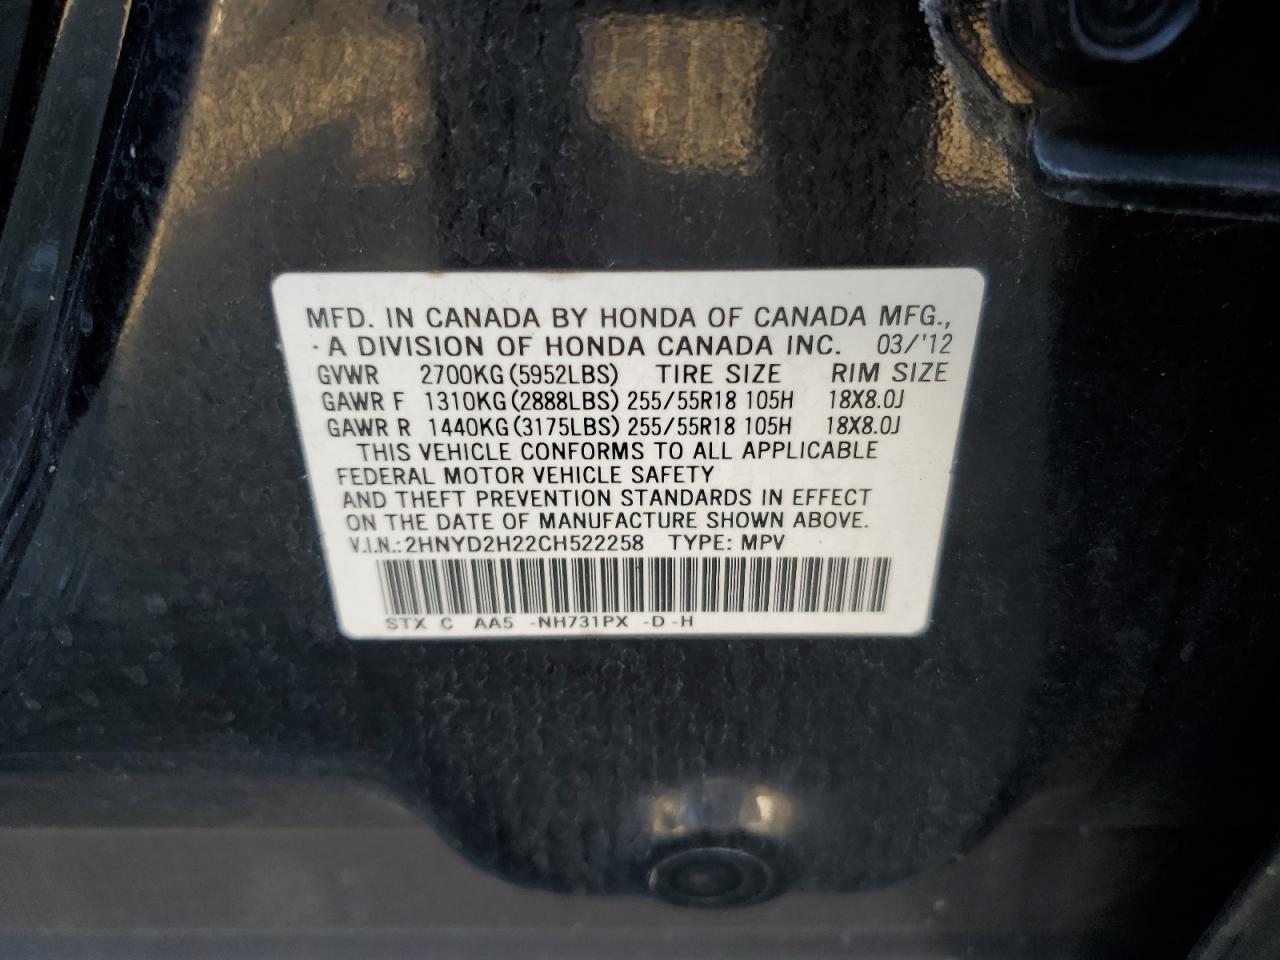 MFD. IN CANADA BY HONDA OF CANADA MFG.,
A DIVISION OF HONDA CANADA INC. 03/'12
GVWR 2700KG (5952LBS) TIRE SIZE RIM SIZE
GAWR F 1310KG (2888LBS) 255/55R18 105H 18X8.0J
GAWR R 1440KG (3175LBS) 255/55R18 105H 18X8.0J
THIS VEHICLE CONFORMS TO ALL APPLICABLE
FEDERAL MOTOR VEHICLE SAFETY
AND THEFT PREVENTION STANDARDS IN EFFECT
ON THE DATE OF MANUFACTURE SHOWN ABOVE.
V.I.N.:2HNYD2H22CH522258 TYPE: MPV
STX C AA5 -NH731PX -D -H